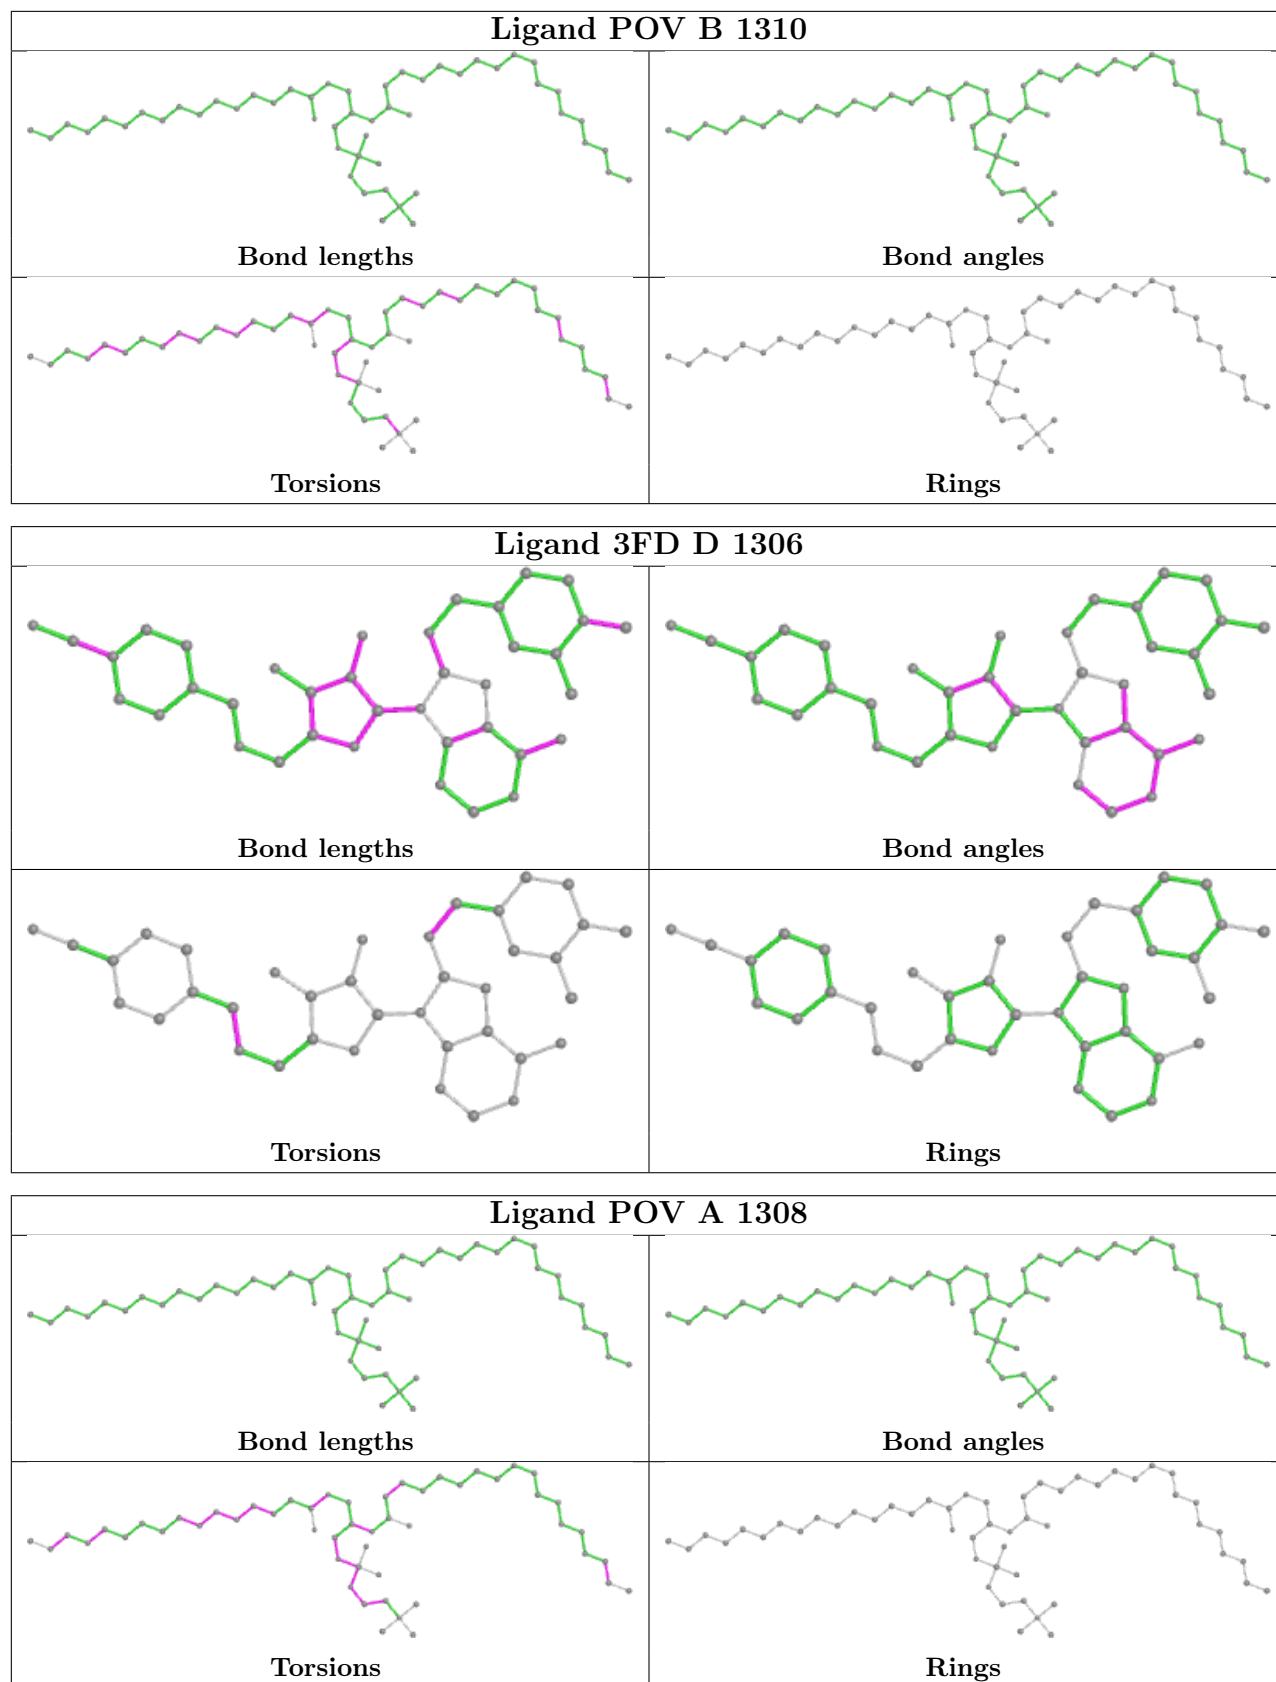 Ligand POV B 1310
Bond lengths
Bond angles
Torsions
Rings
Ligand 3FD D 1306
Bond lengths
Bond angles
Torsions
Rings
Ligand POV A 1308
Bond lengths
Bond angles
Torsions
Rings